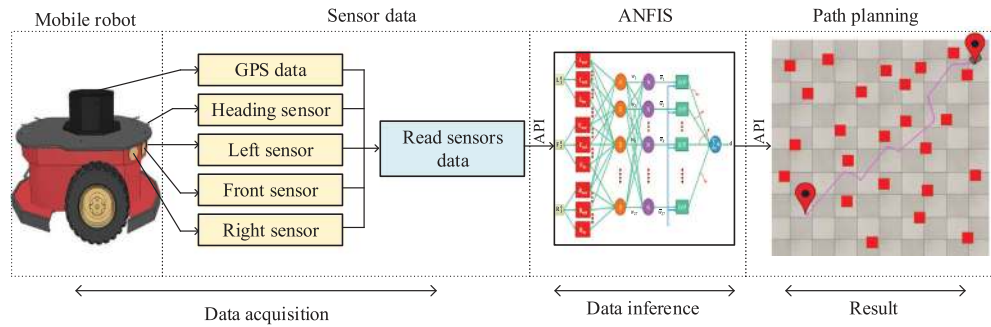 Mobile robot
Sensor data
ANFIS
Path planning
GPS data
Heading sensor
Left sensor
Front sensor
Right sensor
Read sensors
data
API
API
Data acquisition
Data inference
Result